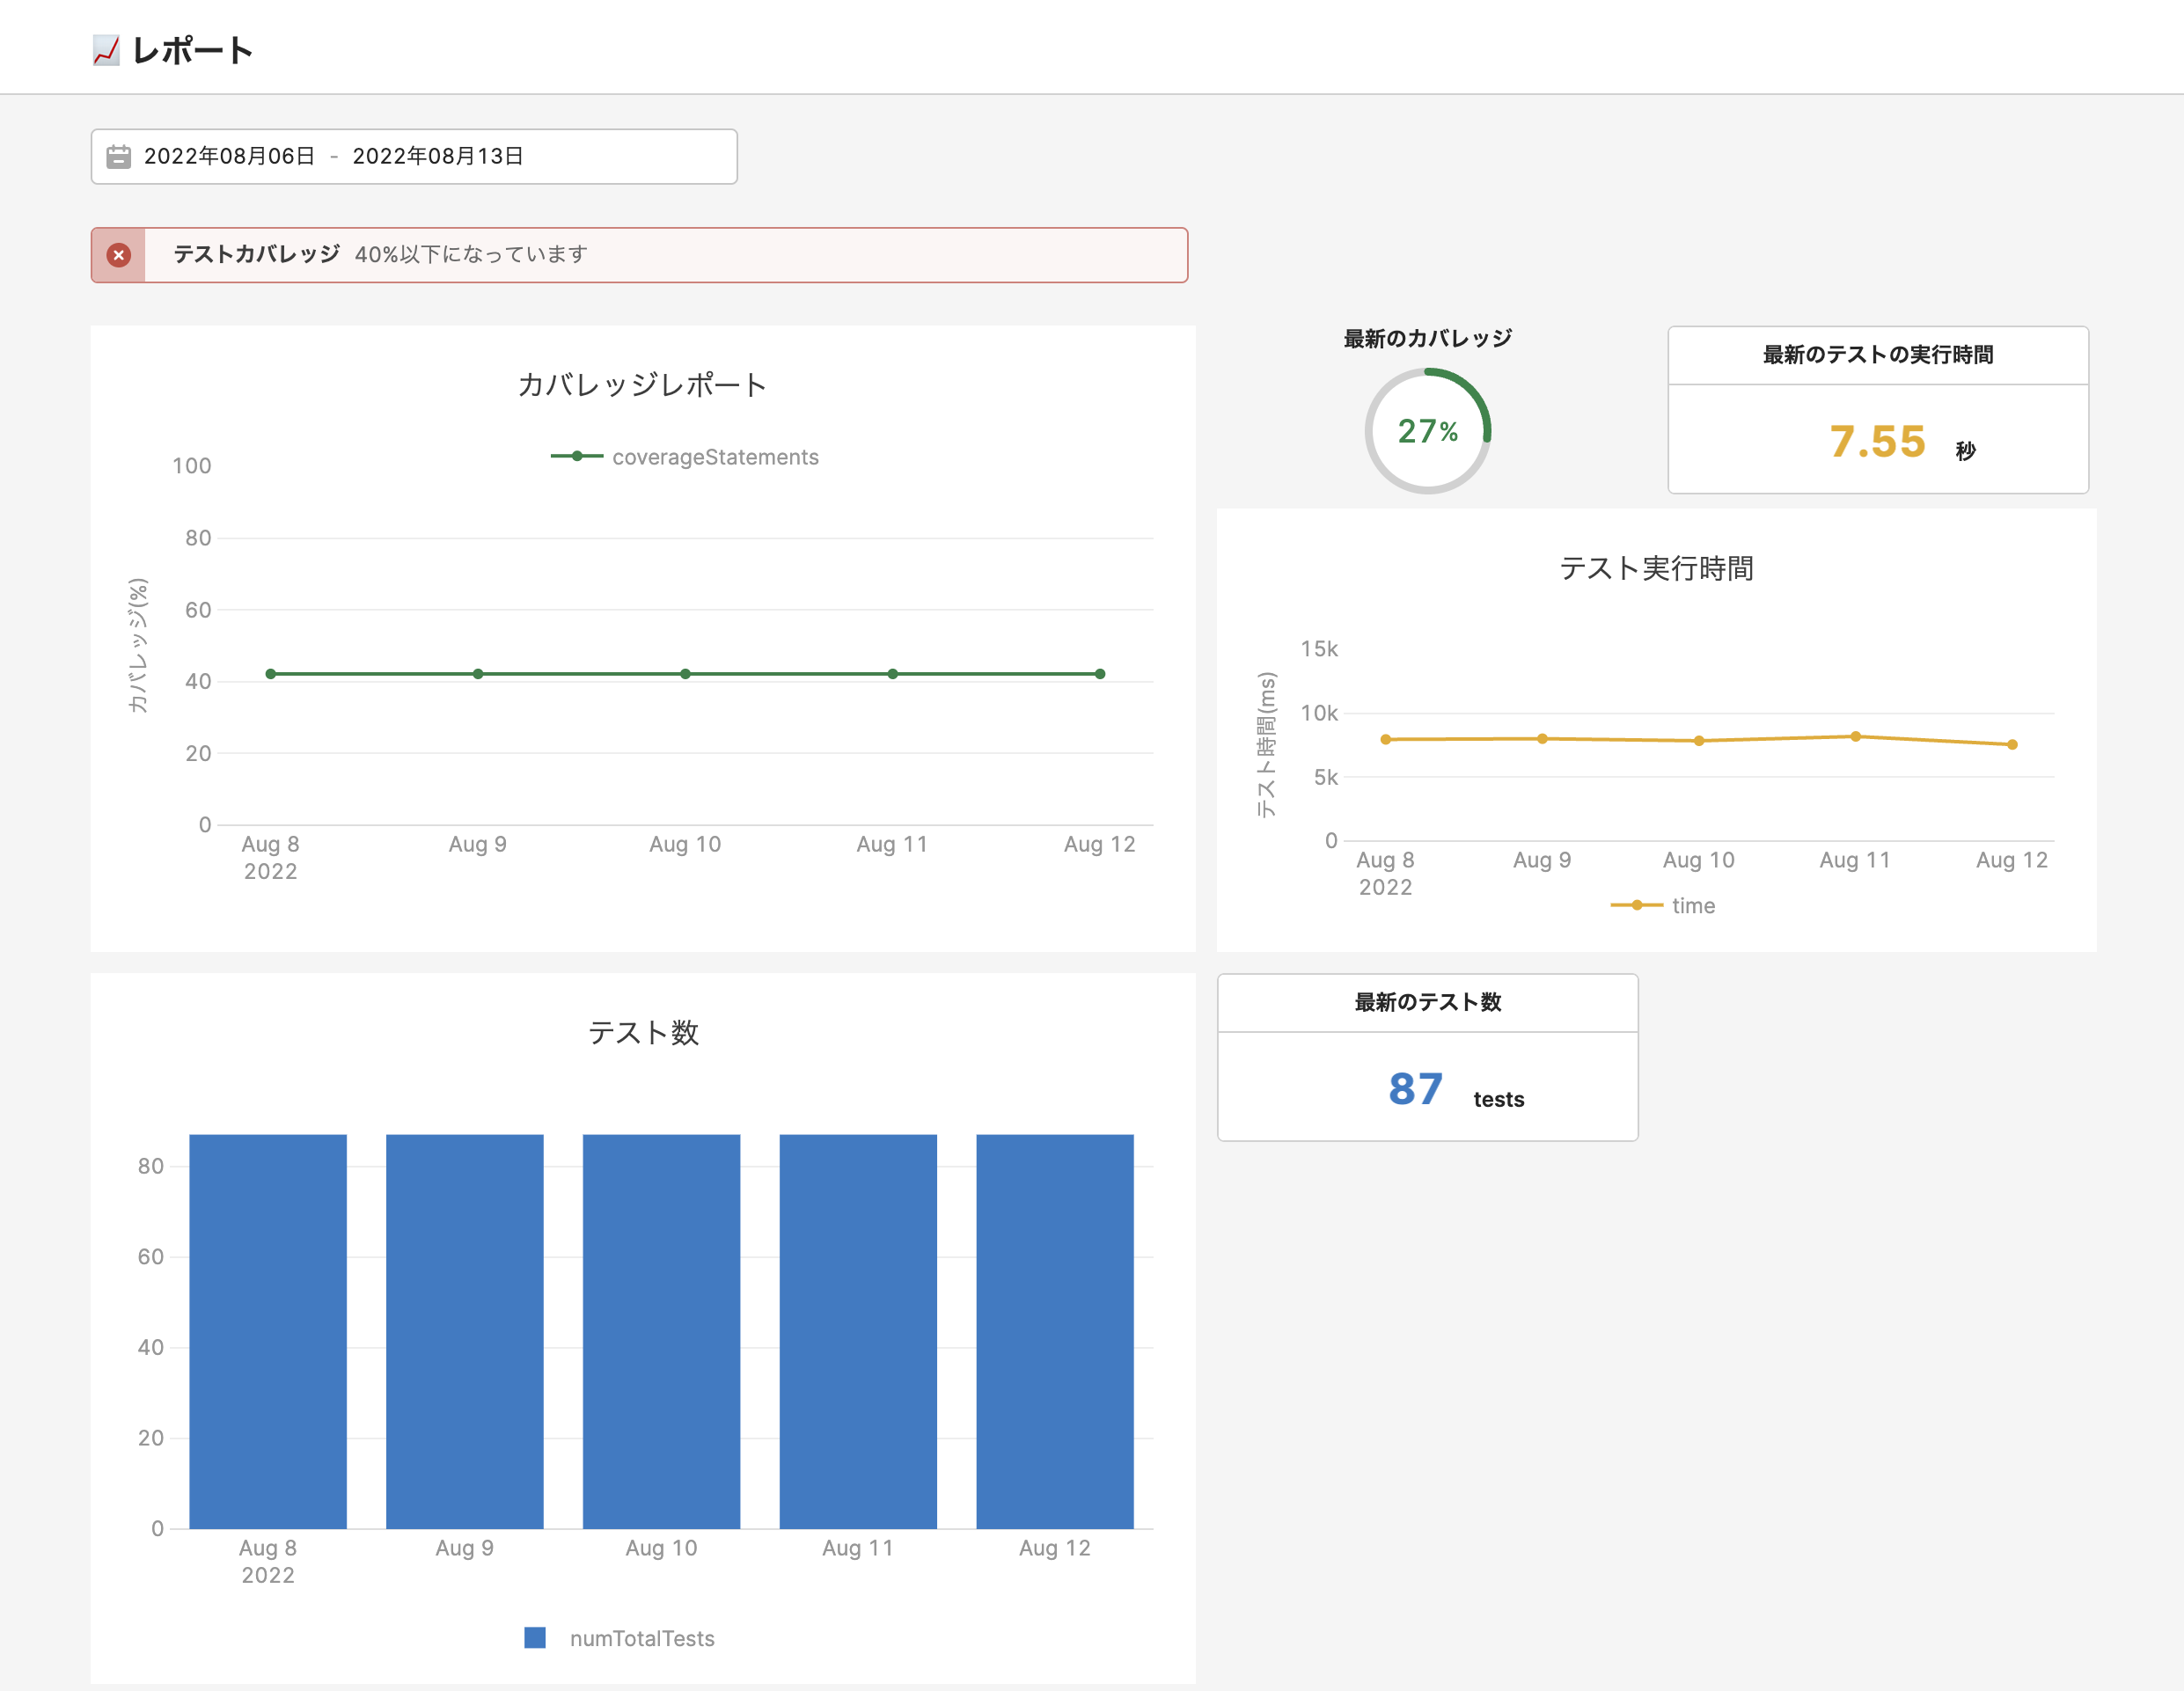 レポート
2022年08月06日 - 2022年08月13日
テストカバレッジ 40%以下になっています
カバレッジレポート
coverageStatements
100
80
60
40
20
0
カバレッジ(%)
Aug 8 Aug 9 Aug 10 Aug 11 Aug 12
2022
最新のカバレッジ
27%
最新のテストの実行時間
7.55 秒
テスト実行時間
15k
10k
5k
0
テスト時間(ms)
Aug 8 Aug 9 Aug 10 Aug 11 Aug 12
2022
time
テスト数
80
60
40
20
0
Aug 8 Aug 9 Aug 10 Aug 11 Aug 12
2022
numTotalTests
最新のテスト数
87 tests